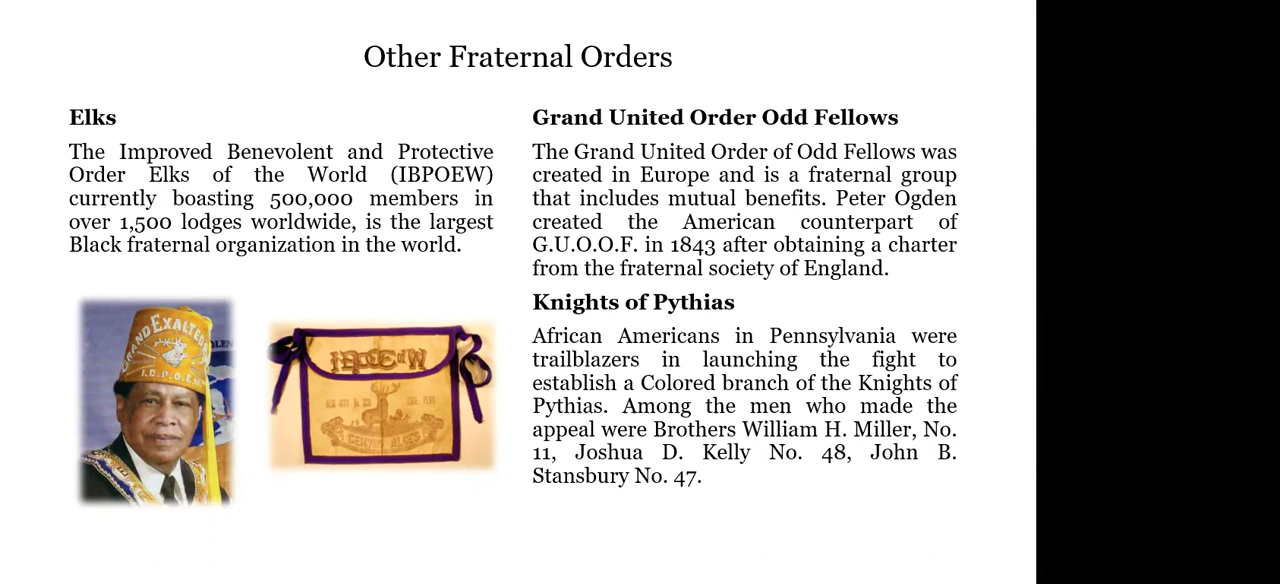 Other Fraternal Orders
Elks
The Improved Benevolent and Protective
Order Elks of the World (IBPOEW)
currently boasting 500,000 members in
over 1,500 lodges worldwide, is the largest
Black fraternal organization in the world.
GRAND EXALTED
I.B.P.O.E.W.
IBPOE of W
Grand United Order Odd Fellows
The Grand United Order of Odd Fellows was
created in Europe and is a fraternal group
that includes mutual benefits. Peter Ogden
created the American counterpart of
G.U.O.O.F. in 1843 after obtaining a charter
from the fraternal society of England.
Knights of Pythias
African Americans in Pennsylvania were
trailblazers in launching the fight to
establish a Colored branch of the Knights of
Pythias. Among the men who made the
appeal were Brothers William H. Miller, No.
11, Joshua D. Kelly No. 48, John B.
Stansbury No. 47.